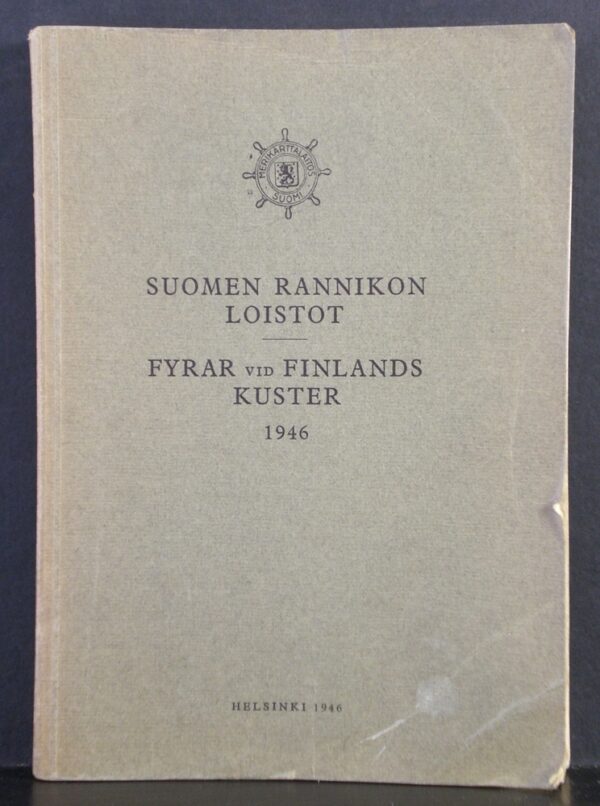 MERIKARTTALAITOS
SUOMI
SUOMEN RANNIKON
LOISTOT
FYRAR VID FINLANDS
KUSTER
1946
HELSINKI 1946